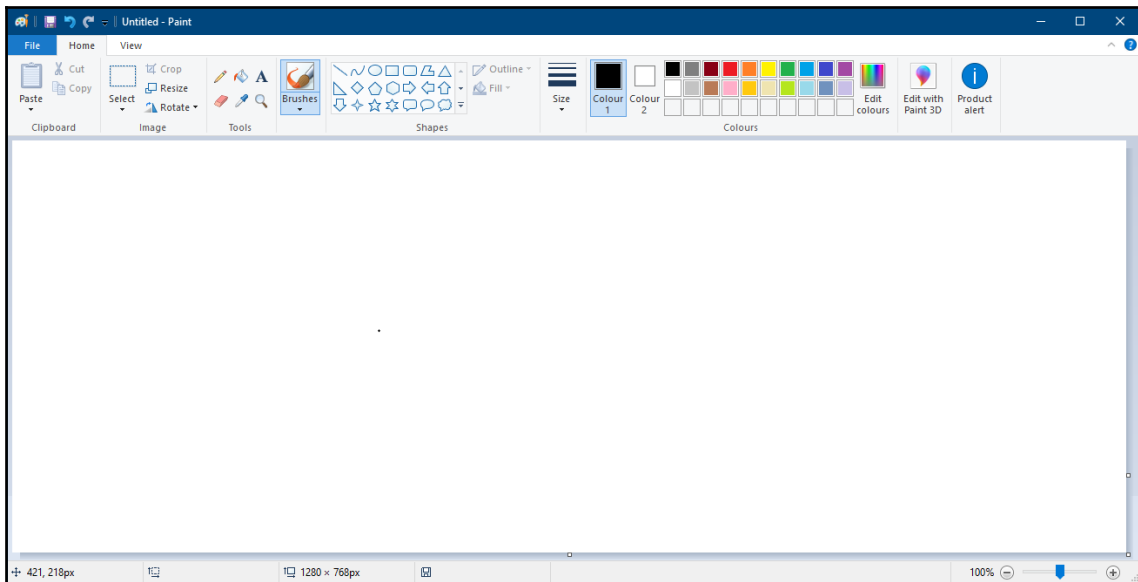 Untitled - Paint
File Home View
Paste
Cut
Copy
Clipboard
Select
Crop
Resize
Rotate
Image
A
Tools
Brushes
Outline
Fill
Shapes
Size
Colour 1
Colour 2
Edit colours
Colours
Edit with Paint 3D
Product alert
421, 218px
1280 × 768px
100%